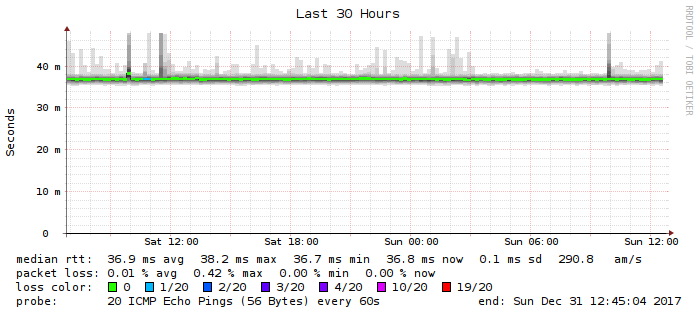 Last 30 Hours
RRDTOOL / TOBI OETIKER
Seconds
40 m
30 m
20 m
10 m
0
Sat 12:00 Sat 18:00 Sun 00:00 Sun 06:00 Sun 12:00
median rtt: 36.9 ms avg 38.2 ms max 36.7 ms min 36.8 ms now 0.1 ms sd 290.8 am/s
packet loss: 0.01 % avg 0.42 % max 0.00 % min 0.00 % now
loss color: 0 1/20 2/20 3/20 4/20 10/20 19/20
probe: 20 ICMP Echo Pings (56 Bytes) every 60s end: Sun Dec 31 12:45:04 2017